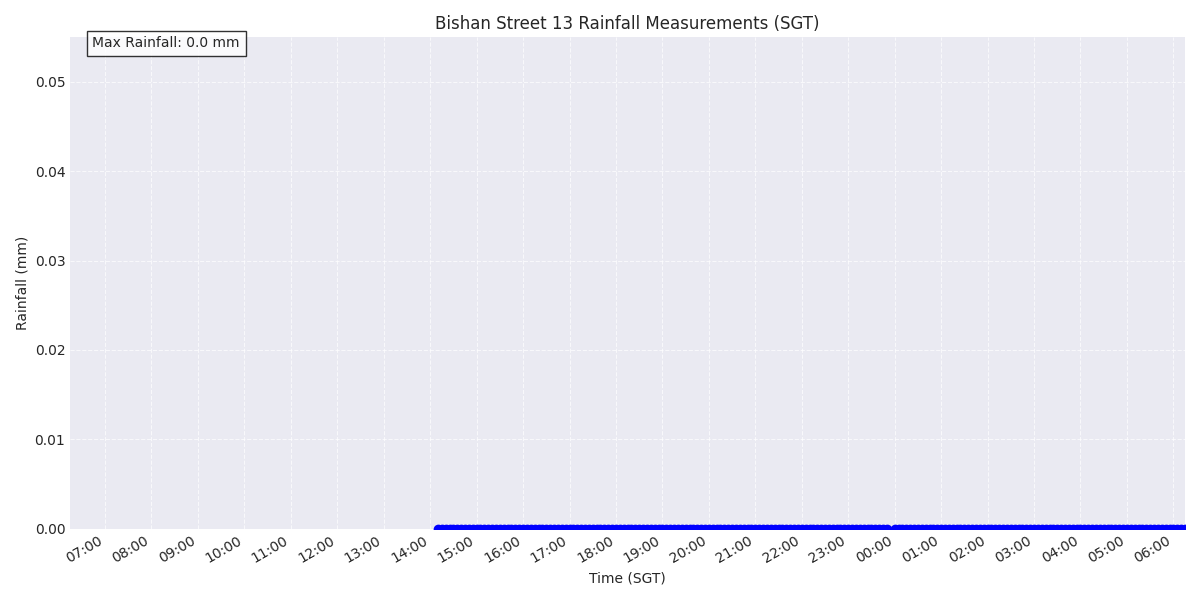 Bishan Street 13 Rainfall Measurements (SGT)
Max Rainfall: 0.0 mm
0.05
0.04
0.03
0.02
0.01
0.00
Rainfall (mm)
07:00 08:00 09:00 10:00 11:00 12:00 13:00 14:00 15:00 16:00 17:00 18:00 19:00 20:00 21:00 22:00 23:00 00:00 01:00 02:00 03:00 04:00 05:00 06:00
Time (SGT)